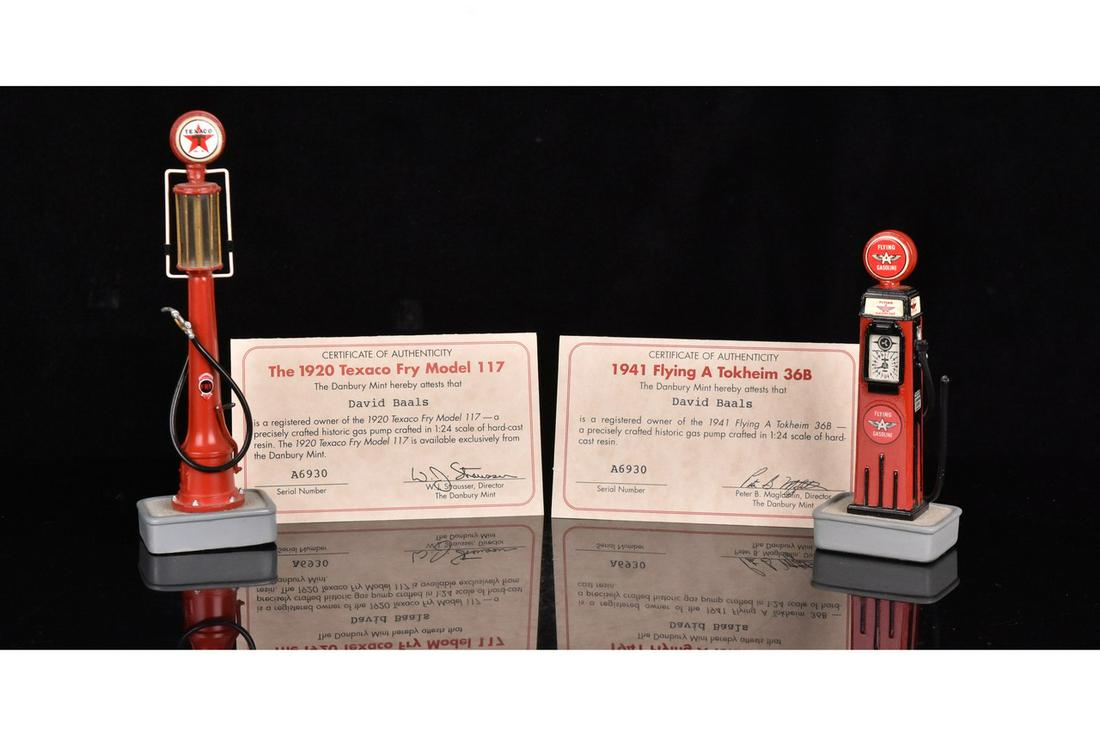 TEXACO
T
FRY
CERTIFICATE OF AUTHENTICITY
The 1920 Texaco Fry Model 117
The Danbury Mint hereby attests that
David Baals
is a registered owner of the 1920 Texaco Fry Model 117 — a
precisely crafted historic gas pump crafted in 1:24 scale of hard-cast
resin. The 1920 Texaco Fry Model 117 is available exclusively from
the Danbury Mint.
A6930
Serial Number
W.J. Strausser, Director
The Danbury Mint
CERTIFICATE OF AUTHENTICITY
1941 Flying A Tokheim 36B
The Danbury Mint hereby attests that
David Baals
is a registered owner of the 1941 Flying A Tokheim 36B —
a precisely crafted historic gas pump crafted in 1:24 scale of hard-
cast resin.
A6930
Serial Number
Peter B. Maglathlin, Director
The Danbury Mint
FLYING
A
GASOLINE
FLYING
A
GASOLINE